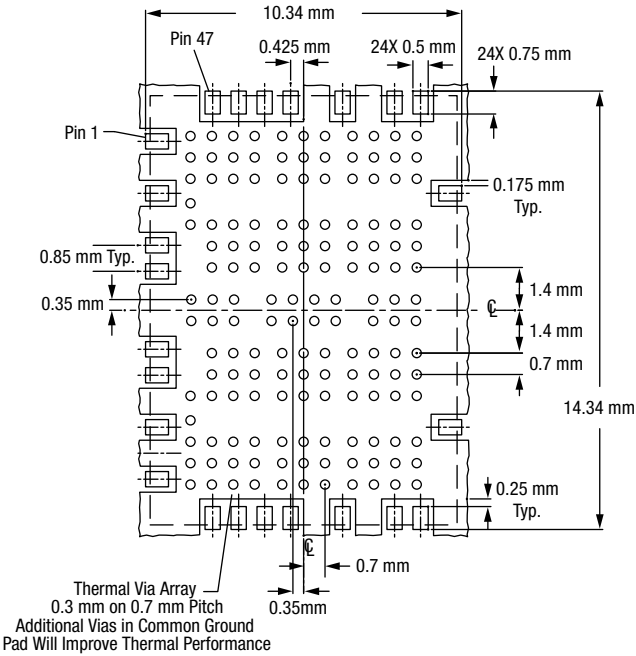 10.34 mm
Pin 47
0.425 mm
24X 0.5 mm
24X 0.75 mm
Pin 1
0.175 mm
Typ.
0.85 mm Typ.
0.35 mm
1.4 mm
℄
1.4 mm
0.7 mm
14.34 mm
0.25 mm
Typ.
℄
0.7 mm
0.35mm
Thermal Via Array
0.3 mm on 0.7 mm Pitch
Additional Vias in Common Ground
Pad Will Improve Thermal Performance